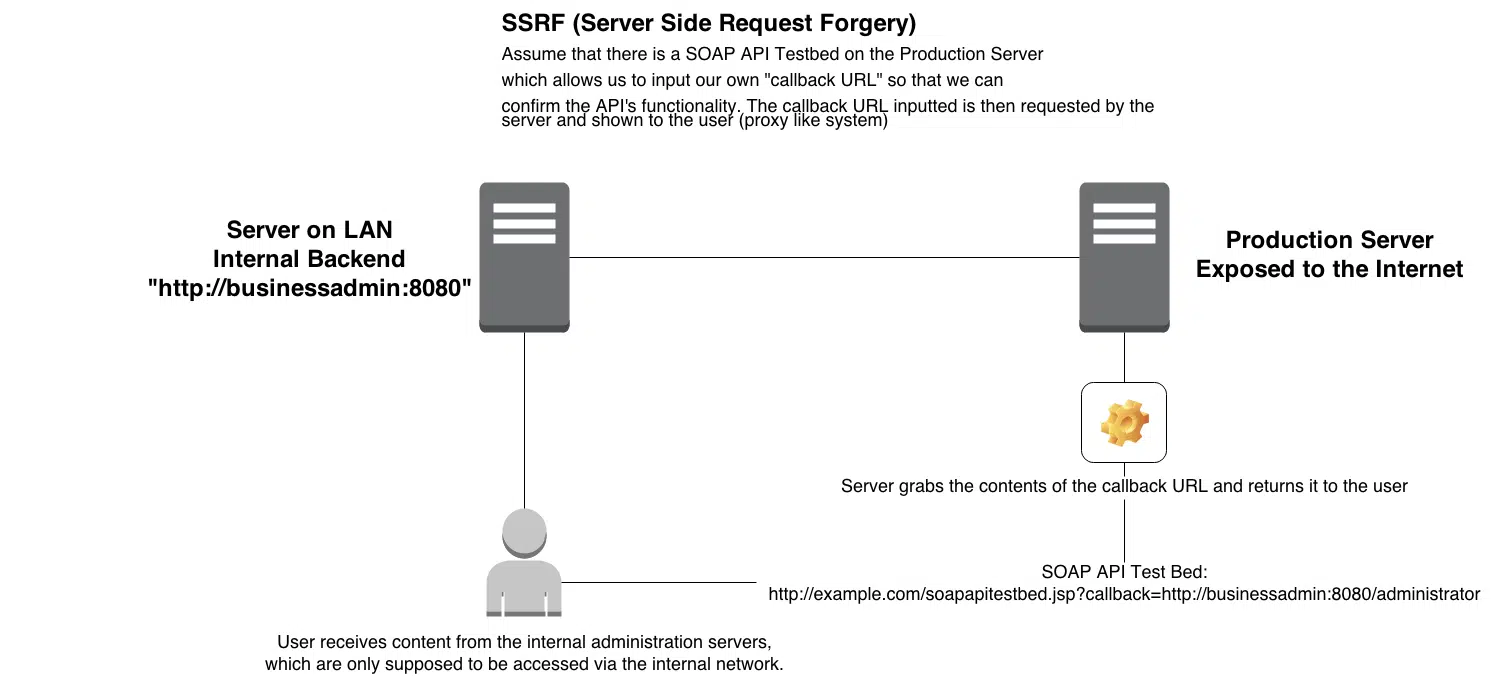 SSRF (Server Side Request Forgery)
Assume that there is a SOAP API Testbed on the Production Server
which allows us to input our own "callback URL" so that we can
confirm the API's functionality. The callback URL inputted is then requested by the
server and shown to the user (proxy like system)
Server on LAN
Internal Backend
"http://businessadmin:8080"
Production Server
Exposed to the Internet
Server grabs the contents of the callback URL and returns it to the user
SOAP API Test Bed:
http://example.com/soapapitestbed.jsp?callback=http://businessadmin:8080/administrator
User receives content from the internal administration servers,
which are only supposed to be accessed via the internal network.